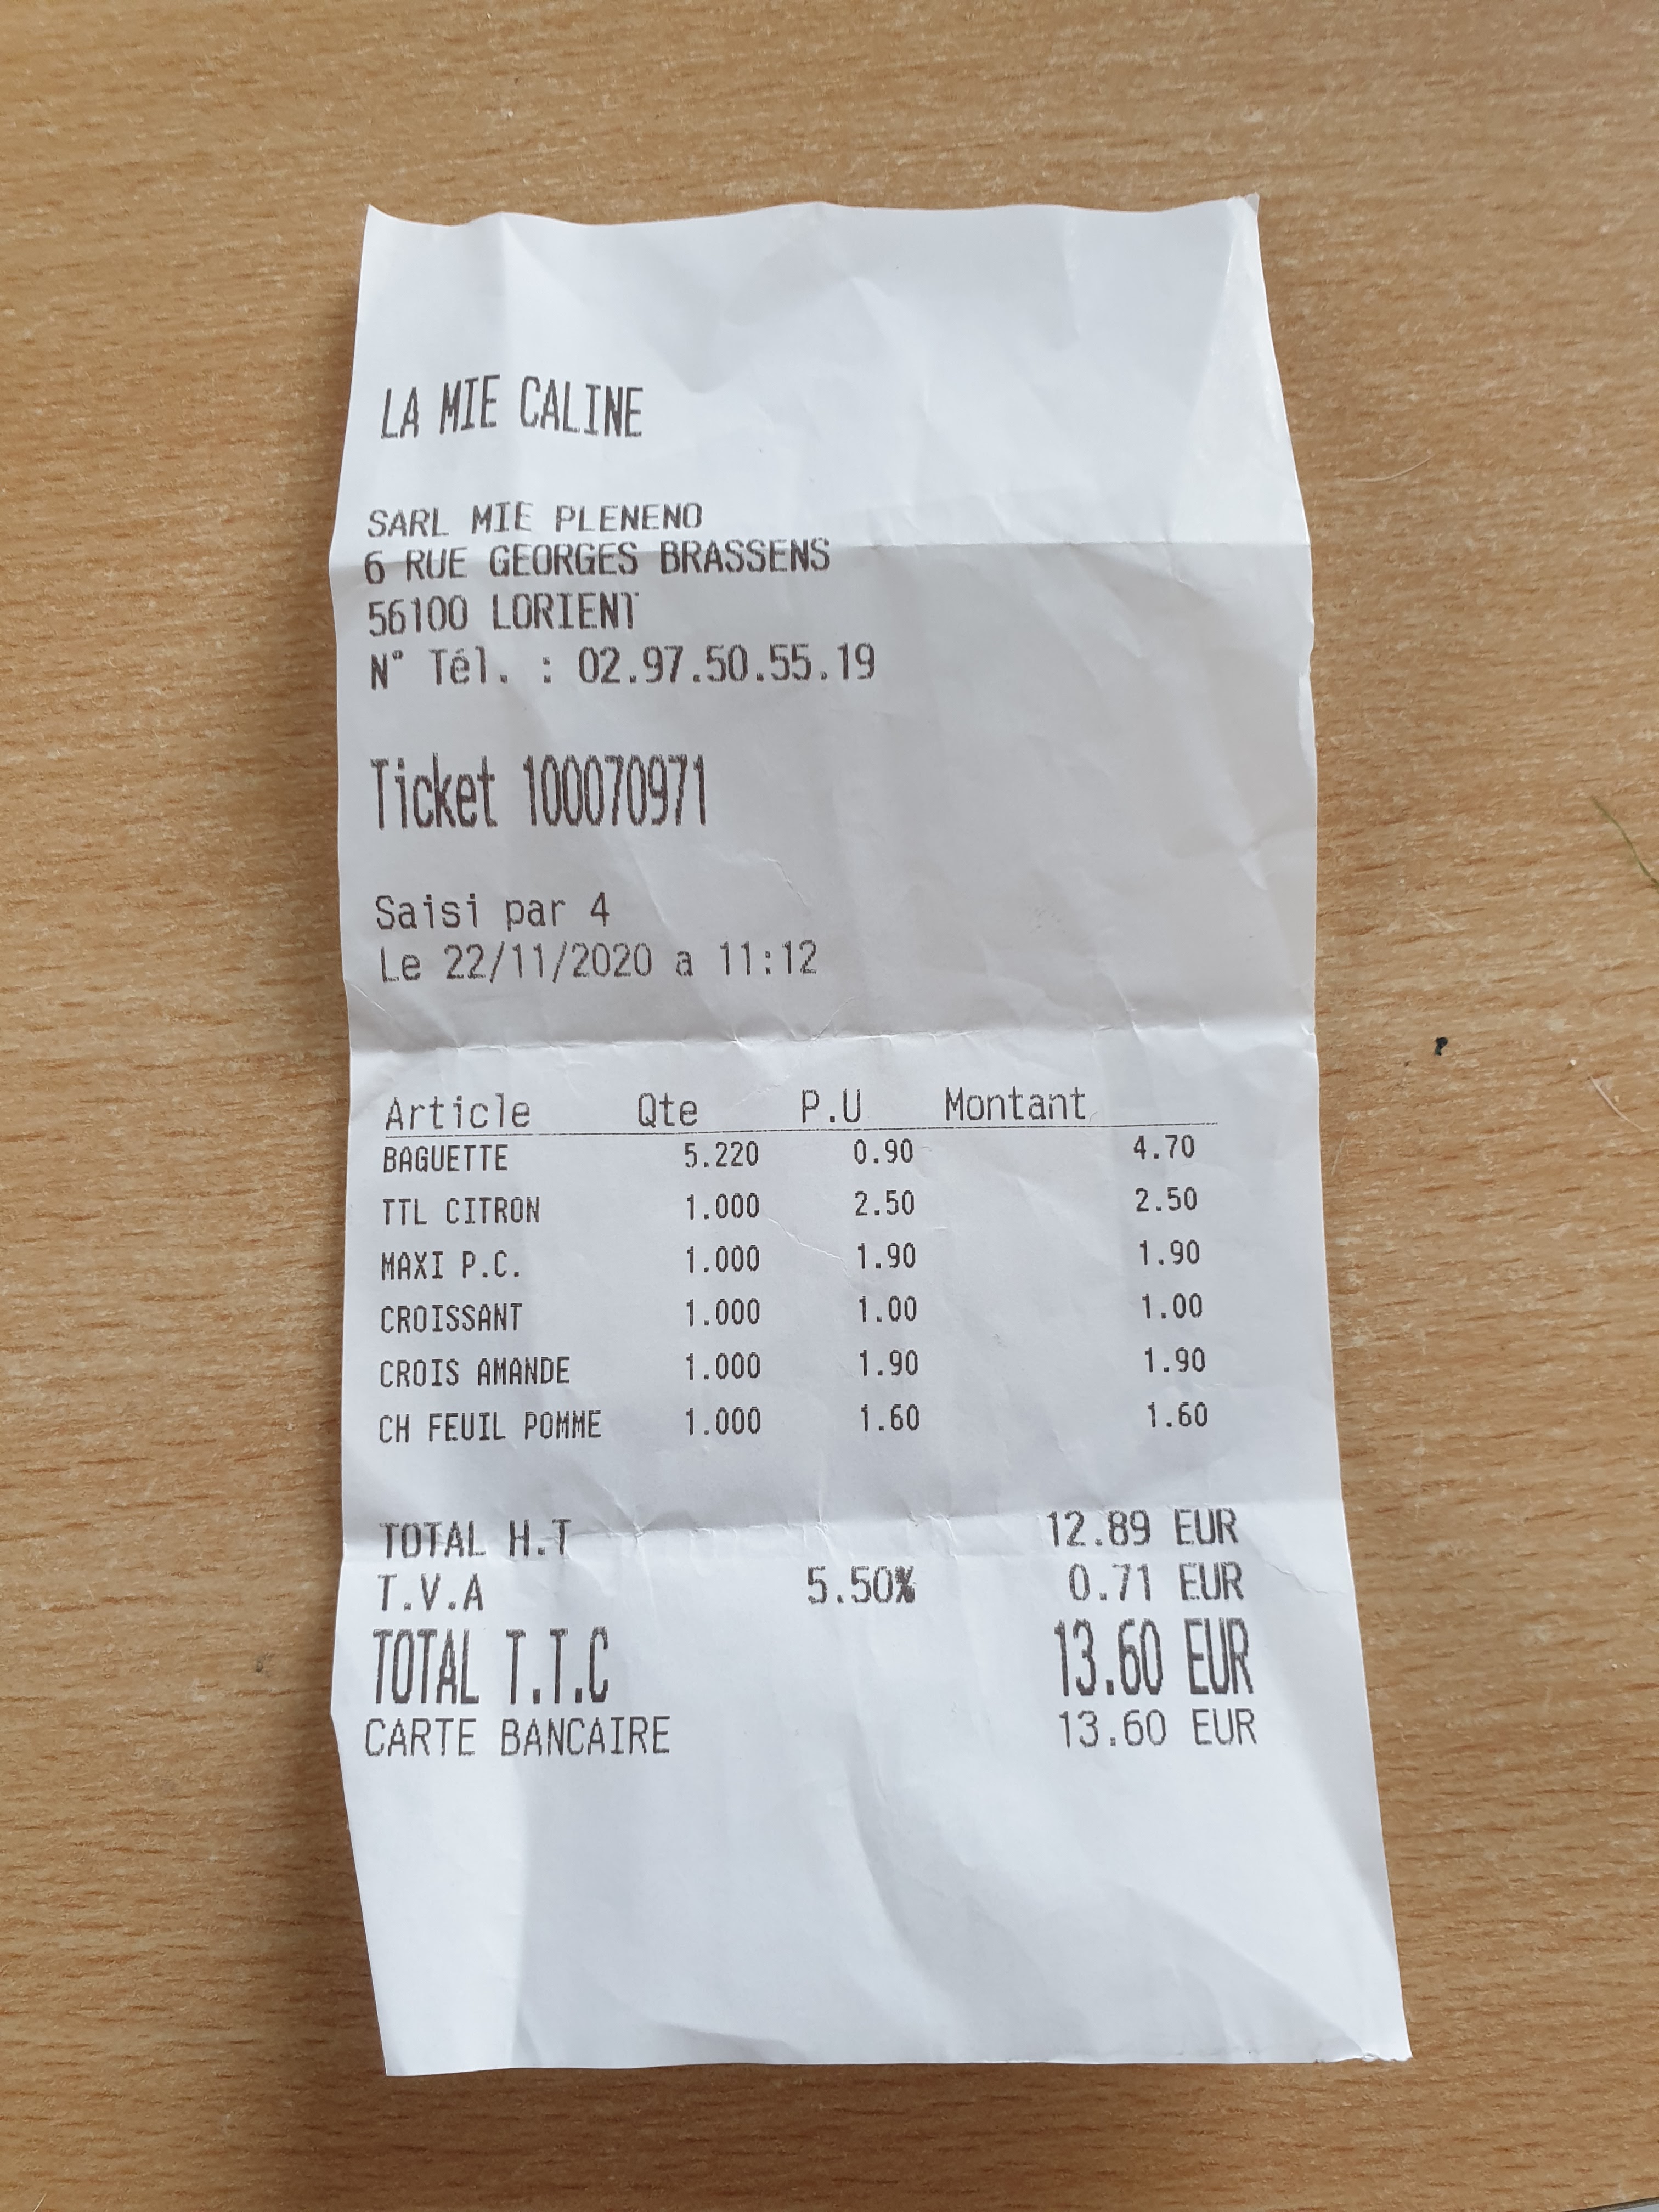 LA MIE CALINE
SARL MIE PLENENO
6 RUE GEORGES BRASSENS
56100 LORIENT
N° Tél. : 02.97.50.55.19
Ticket 100070971
Saisi par 4
Le 22/11/2020 a 11:12
Article Qte P.U Montant
BAGUETTE 5.220 0.90 4.70
TTL CITRON 1.000 2.50 2.50
MAXI P.C. 1.000 1.90 1.90
CROISSANT 1.000 1.00 1.00
CROIS AMANDE 1.000 1.90 1.90
CH FEUIL POMME 1.000 1.60 1.60
TOTAL H.T 12.89 EUR
T.V.A 5.50% 0.71 EUR
TOTAL T.T.C 13.60 EUR
CARTE BANCAIRE 13.60 EUR